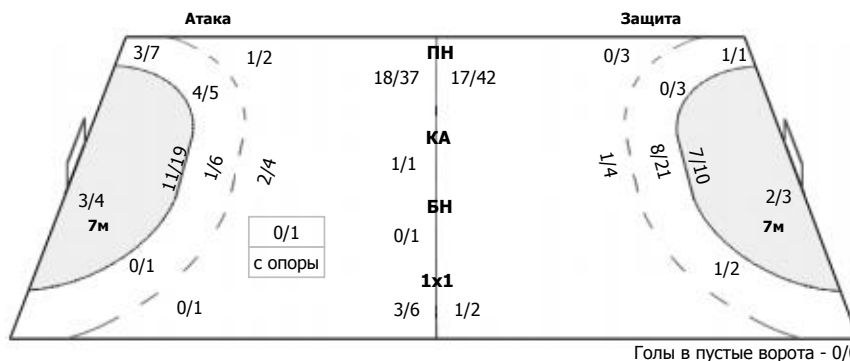 Атака Защита
3/7 1/2 ПН 0/3 1/1
18/37 17/42
4/5 0/3
КА
11/19 1/6 2/4 1/1 1/4 8/21 7/10
3/4 2/3
7м БН 7м
0/1 0/1
с опоры
0/1 1/2
1x1
0/1 3/6 1/2
Голы в пустые ворота - 0/